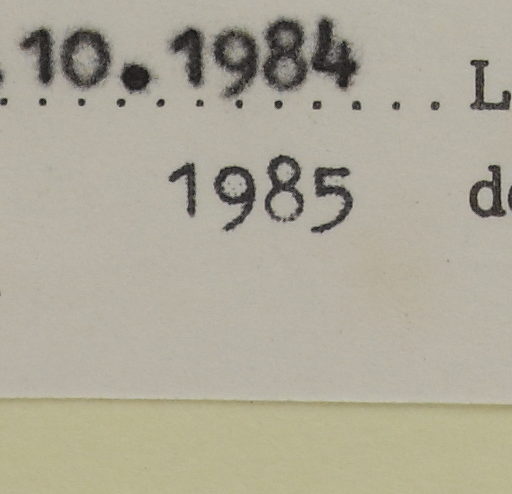 .10.1984 .......... L
1985 d